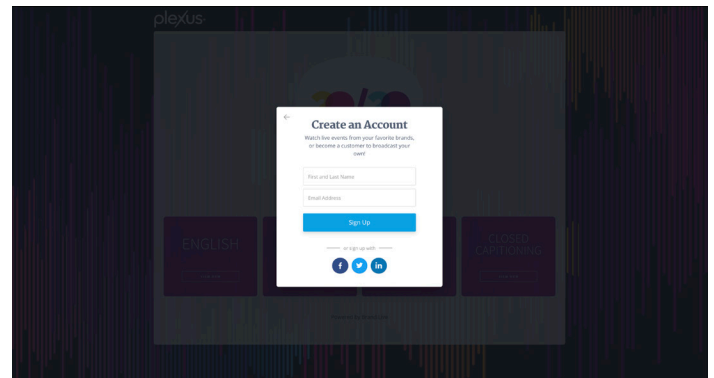 plexus
←
Create an Account
Watch live events from your favorite brands,
or become a customer to broadcast your
own!
First and Last Name
Email Address
Sign Up
or sign up with
f
in
ENGLISH
CLOSED
CAPTIONING